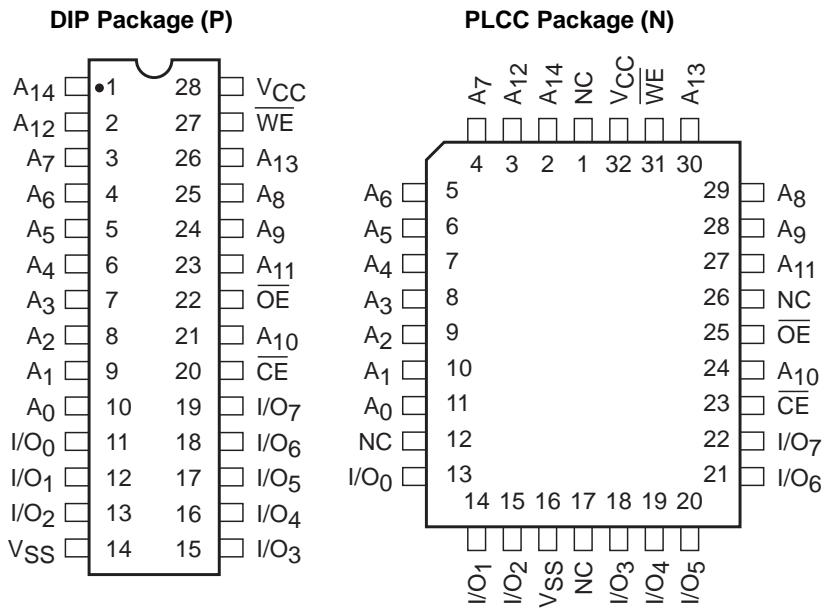 DIP Package (P)
PLCC Package (N)
A14 1 28 VCC
A12 2 27 WE
A7 3 26 A13
A6 4 25 A8
A5 5 24 A9
A4 6 23 A11
A3 7 22 OE
A2 8 21 A10
A1 9 20 CE
A0 10 19 I/O7
I/O0 11 18 I/O6
I/O1 12 17 I/O5
I/O2 13 16 I/O4
VSS 14 15 I/O3
A7 A12 A14 NC VCC WE A13
4 3 2 1 32 31 30
A6 5 29 A8
A5 6 28 A9
A4 7 27 A11
A3 8 26 NC
A2 9 25 OE
A1 10 24 A10
A0 11 23 CE
NC 12 22 I/O7
I/O0 13 21 I/O6
14 15 16 17 18 19 20
I/O1 I/O2 VSS NC I/O3 I/O4 I/O5